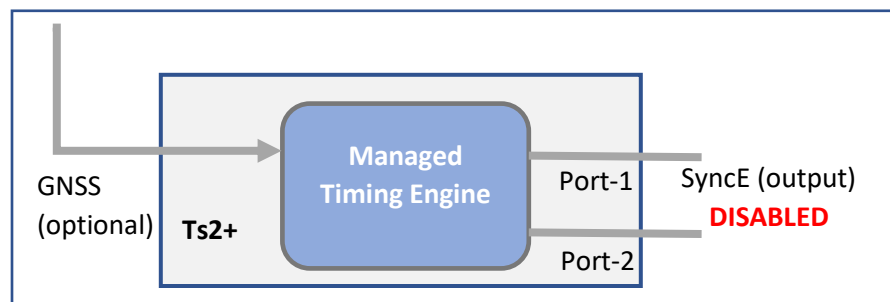 Managed
Timing Engine
GNSS
(optional)
Ts2+
Port-1
Port-2
SyncE (output)
DISABLED